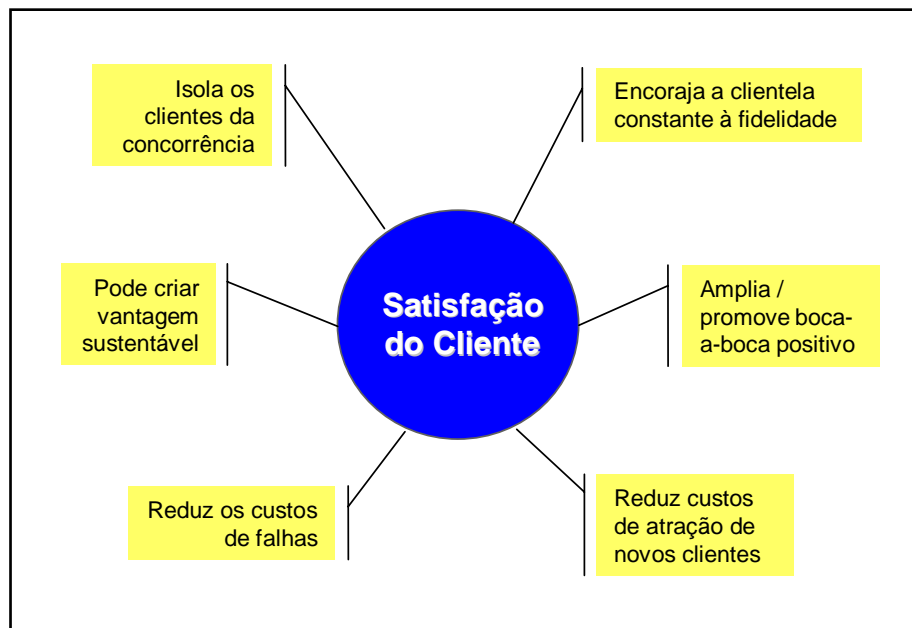 Isola os
clientes da
concorrência
Encoraja a clientela
constante à fidelidade
Pode criar
vantagem
sustentável
Satisfação
do Cliente
Amplia /
promove boca-
a-boca positivo
Reduz os custos
de falhas
Reduz custos
de atração de
novos clientes